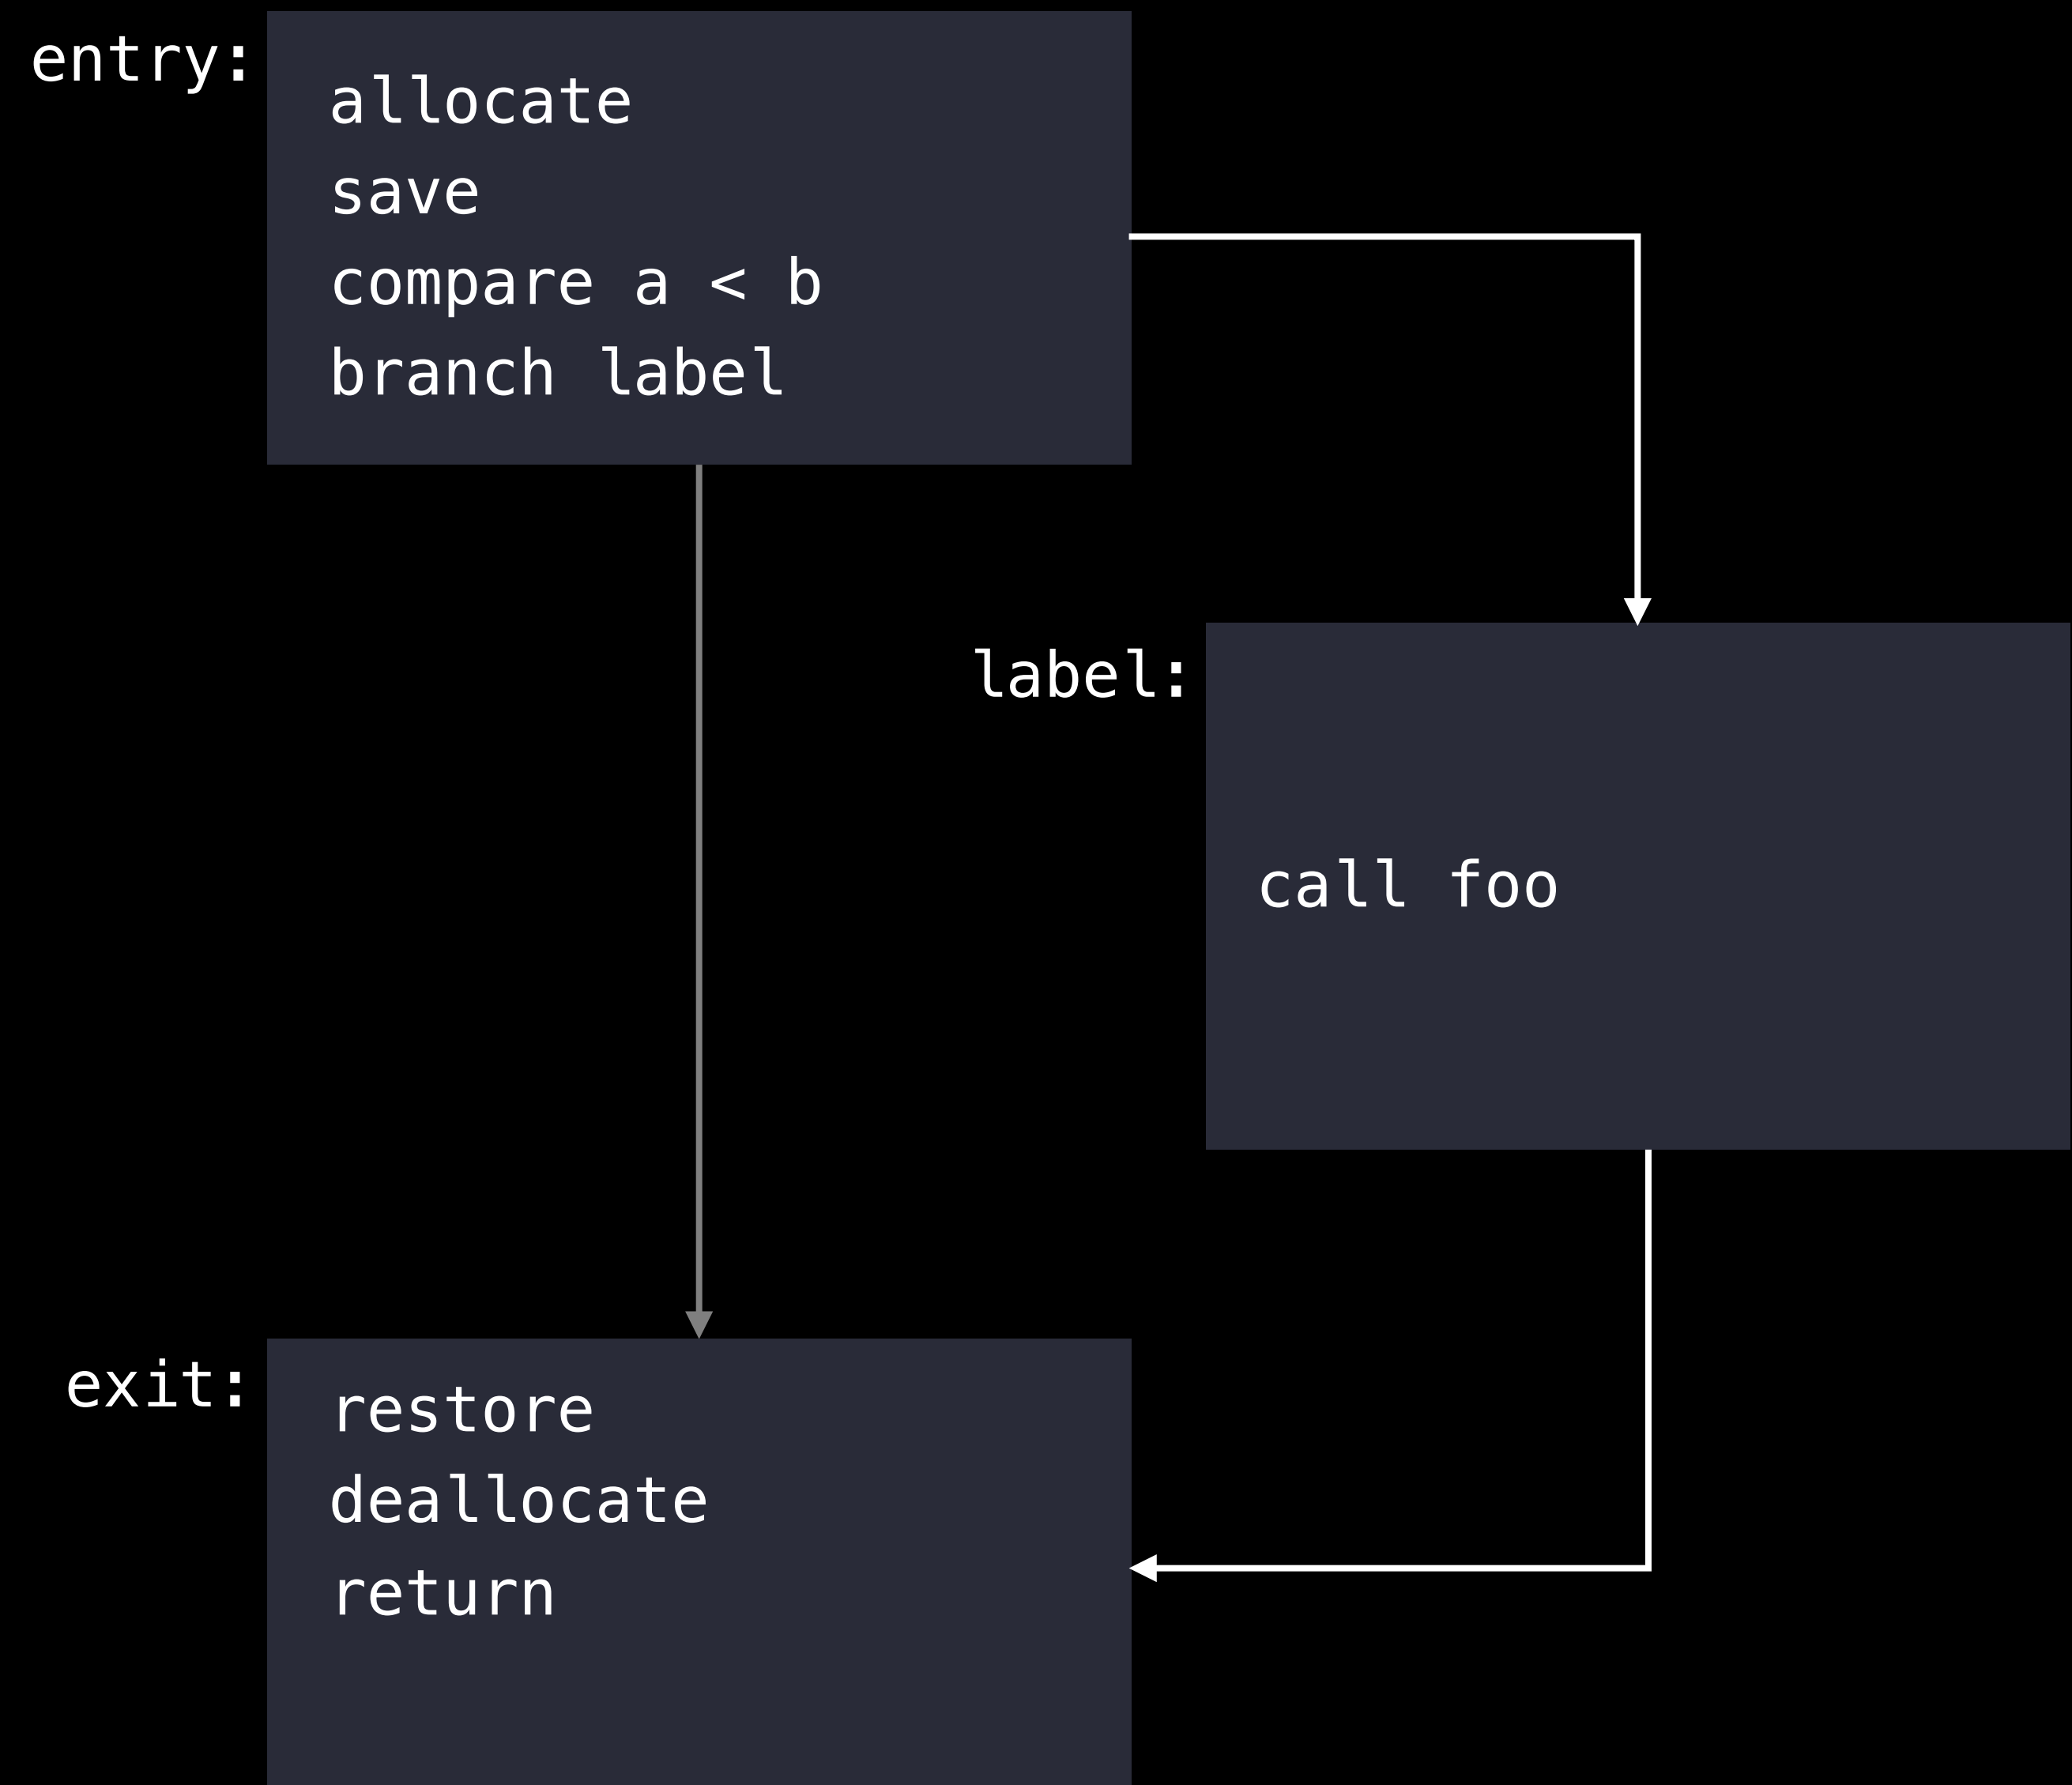 entry:
allocate
save
compare a < b
branch label
label:
call foo
exit:
restore
deallocate
return